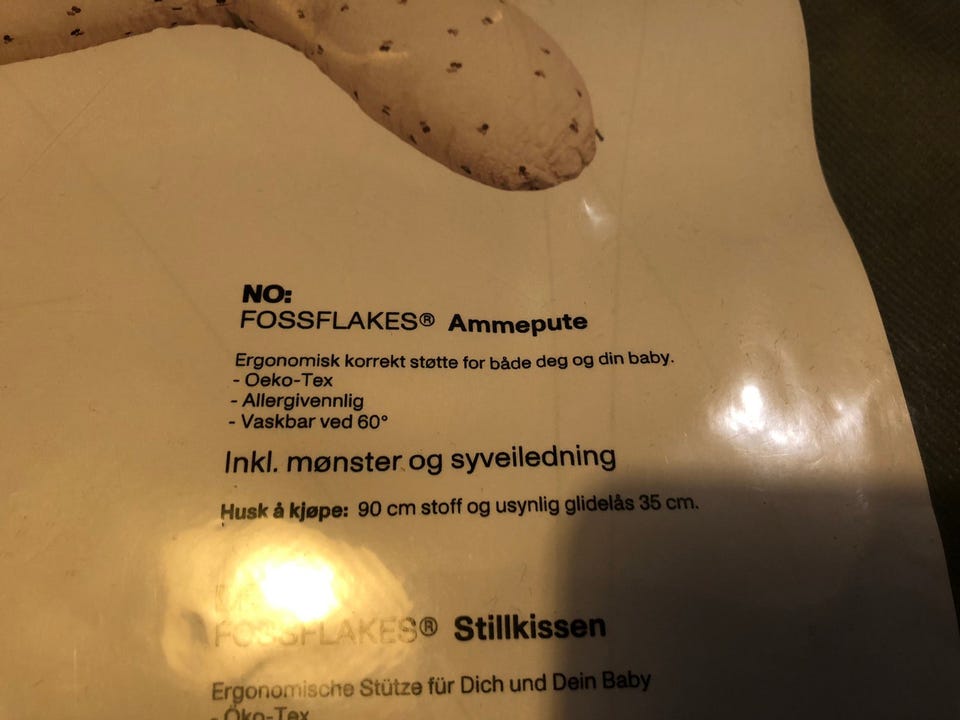 NO:
FOSSFLAKES® Ammepute
Ergonomisk korrekt støtte for både deg og din baby.
- Oeko-Tex
- Allergivennlig
- Vaskbar ved 60°
Inkl. mønster og syveiledning
Husk å kjøpe: 90 cm stoff og usynlig glidelås 35 cm.
FOSSFLAKES® Stillkissen
Ergonomische Stütze für Dich und Dein Baby
- Öko-Tex